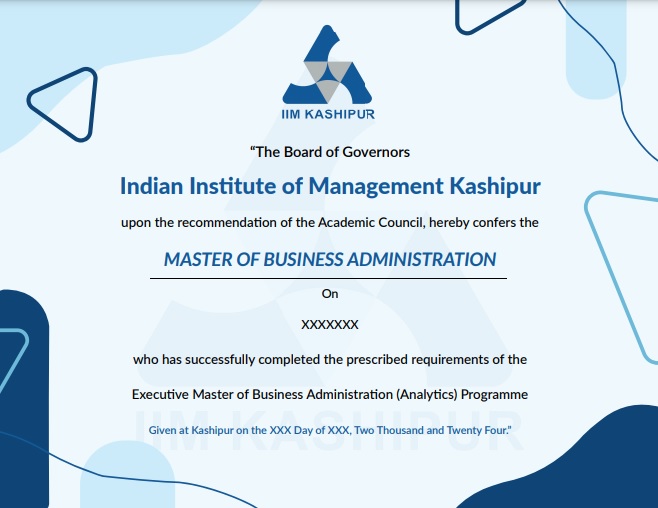 IIM KASHIPUR
“The Board of Governors
Indian Institute of Management Kashipur
upon the recommendation of the Academic Council, hereby confers the
MASTER OF BUSINESS ADMINISTRATION
On
XXXXXXX
who has successfully completed the prescribed requirements of the
Executive Master of Business Administration (Analytics) Programme
IIM KASHIPUR
Given at Kashipur on the XXX Day of XXX, Two Thousand and Twenty Four.”